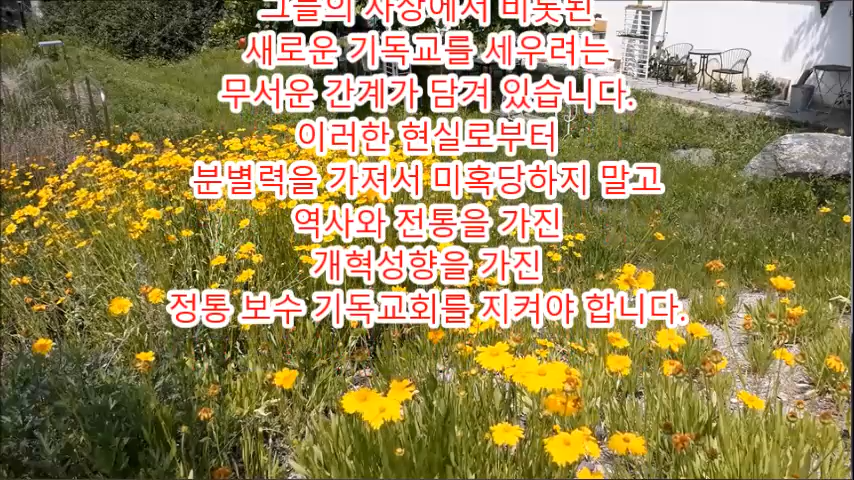 그들의 사상에서 비롯된
새로운 기독교를 세우려는
무서운 간계가 담겨 있습니다.
이러한 현실로부터
분별력을 가져서 미혹당하지 말고
역사와 전통을 가진
개혁성향을 가진
정통 보수 기독교회를 지켜야 합니다.